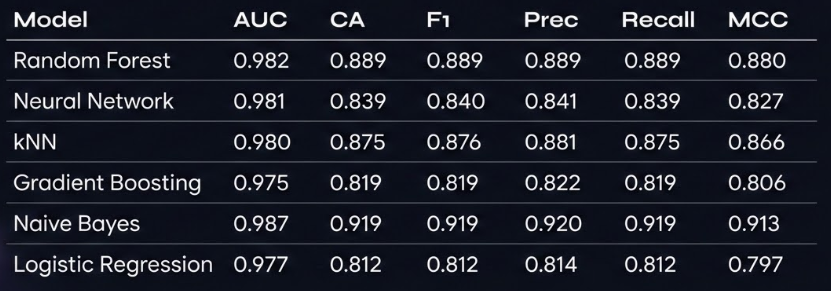 Model AUC CA F1 Prec Recall MCC
Random Forest 0.982 0.889 0.889 0.889 0.889 0.880
Neural Network 0.981 0.839 0.840 0.841 0.839 0.827
kNN 0.980 0.875 0.876 0.881 0.875 0.866
Gradient Boosting 0.975 0.819 0.819 0.822 0.819 0.806
Naive Bayes 0.987 0.919 0.919 0.920 0.919 0.913
Logistic Regression 0.977 0.812 0.812 0.814 0.812 0.797